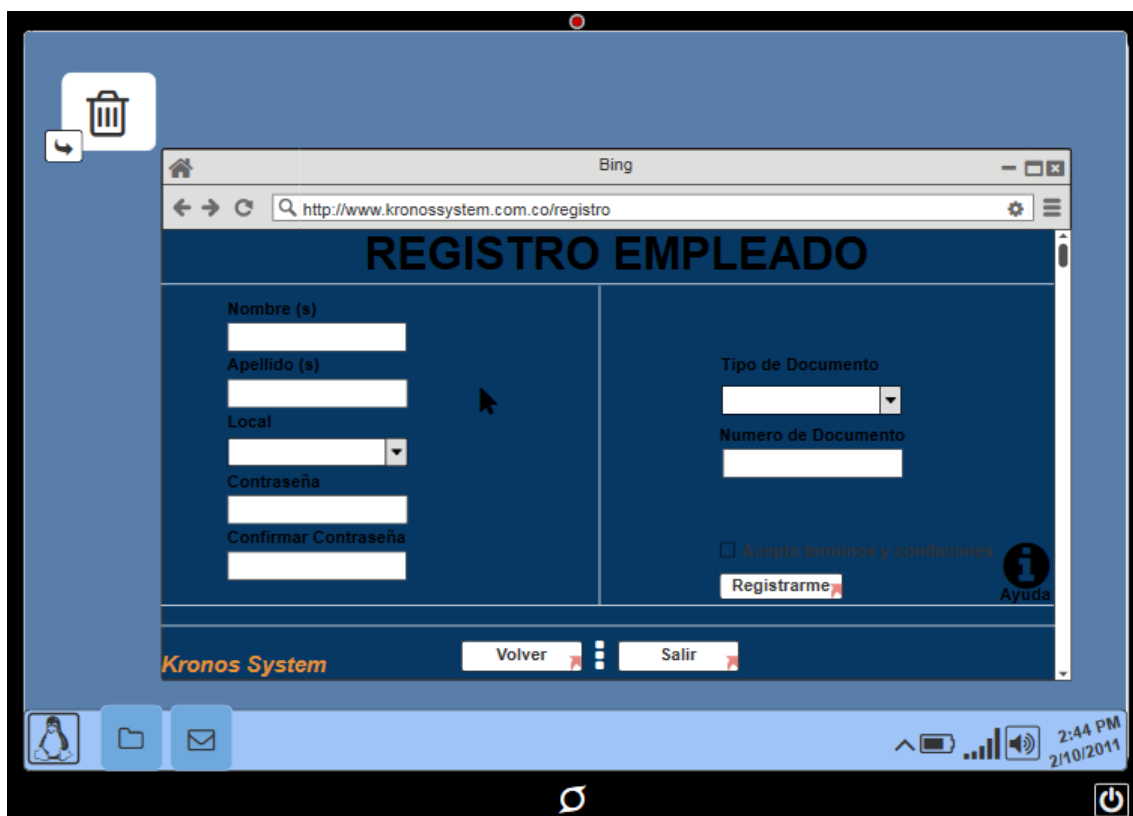 Bing
http://www.kronossystem.com.co/registro
REGISTRO EMPLEADO
Nombre (s)
Apellido (s)
Local
Contraseña
Confirmar Contraseña
Tipo de Documento
Numero de Documento
Acepto terminos y condiciones
Registrarme
Ayuda
Kronos System
Volver
Salir
2:44 PM
2/10/2011